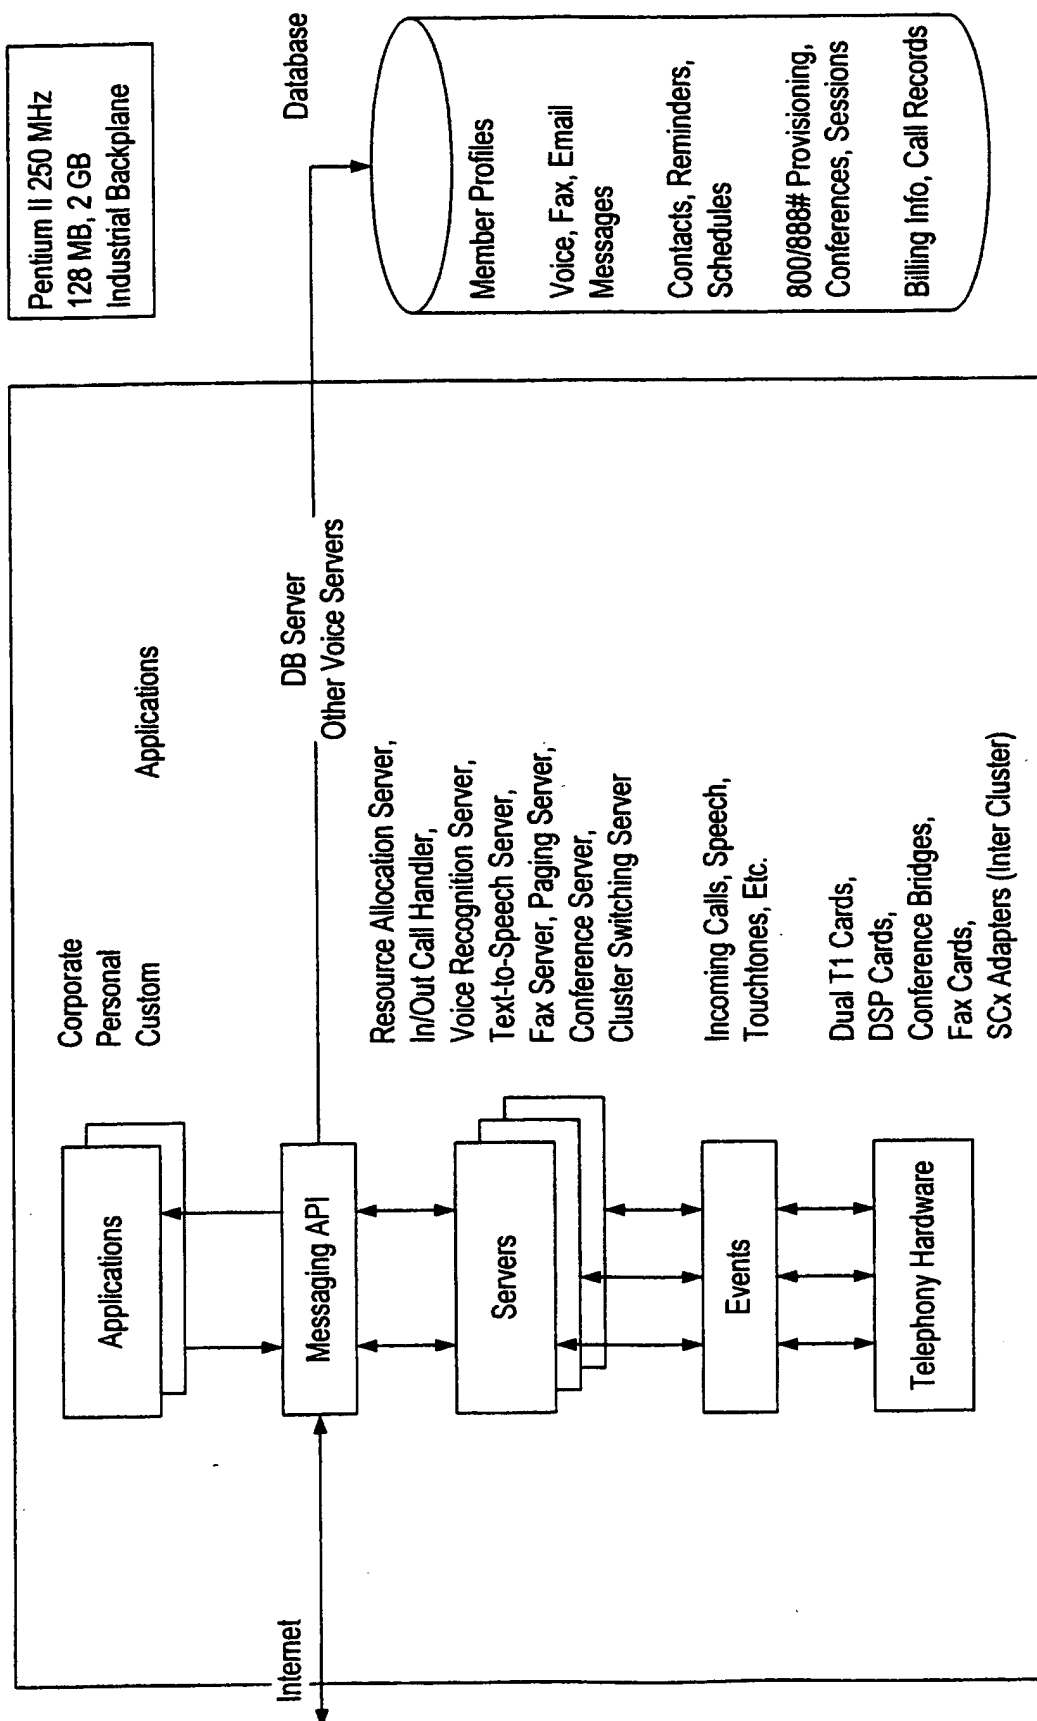 Pentium II 250 MHz
128 MB, 2 GB
Industrial Backplane
Corporate
Personal
Custom
Applications
Applications
Internet
Messaging API
DB Server
Other Voice Servers
Database
Servers
Resource Allocation Server,
In/Out Call Handler,
Voice Recognition Server,
Text-to-Speech Server,
Fax Server, Paging Server,
Conference Server,
Cluster Switching Server
Events
Incoming Calls, Speech,
Touchtones, Etc.
Telephony Hardware
Dual T1 Cards,
DSP Cards,
Conference Bridges,
Fax Cards,
SCx Adapters (Inter Cluster)
Member Profiles
Voice, Fax, Email
Messages
Contacts, Reminders,
Schedules
800/888# Provisioning,
Conferences, Sessions
Billing Info, Call Records